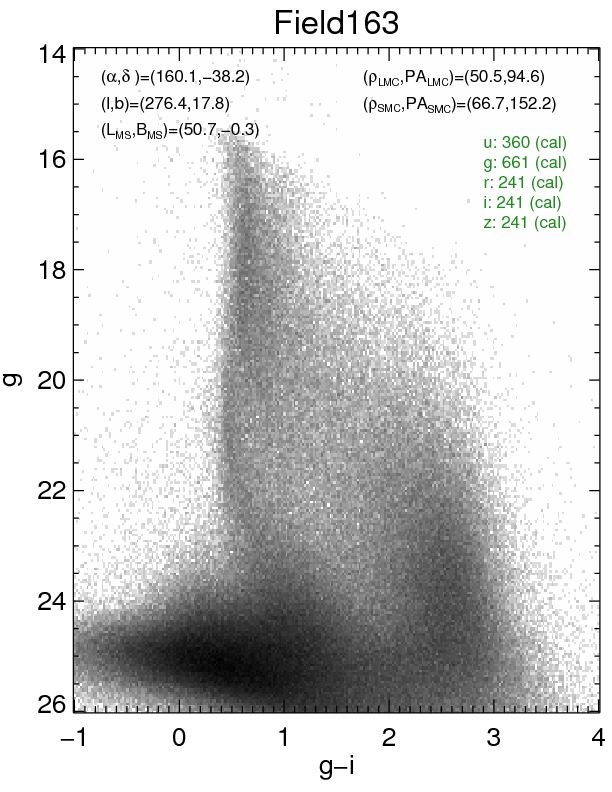 Field163
(α,δ )=(160.1,−38.2)
(ρLMC,PALMC)=(50.5,94.6)
(l,b)=(276.4,17.8)
(ρSMC,PASMC)=(66.7,152.2)
(LMS,BMS)=(50.7,−0.3)
u: 360 (cal)
g: 661 (cal)
r: 241 (cal)
i: 241 (cal)
z: 241 (cal)
14
16
18
20
22
24
26
g
−1 0 1 2 3 4
g−i